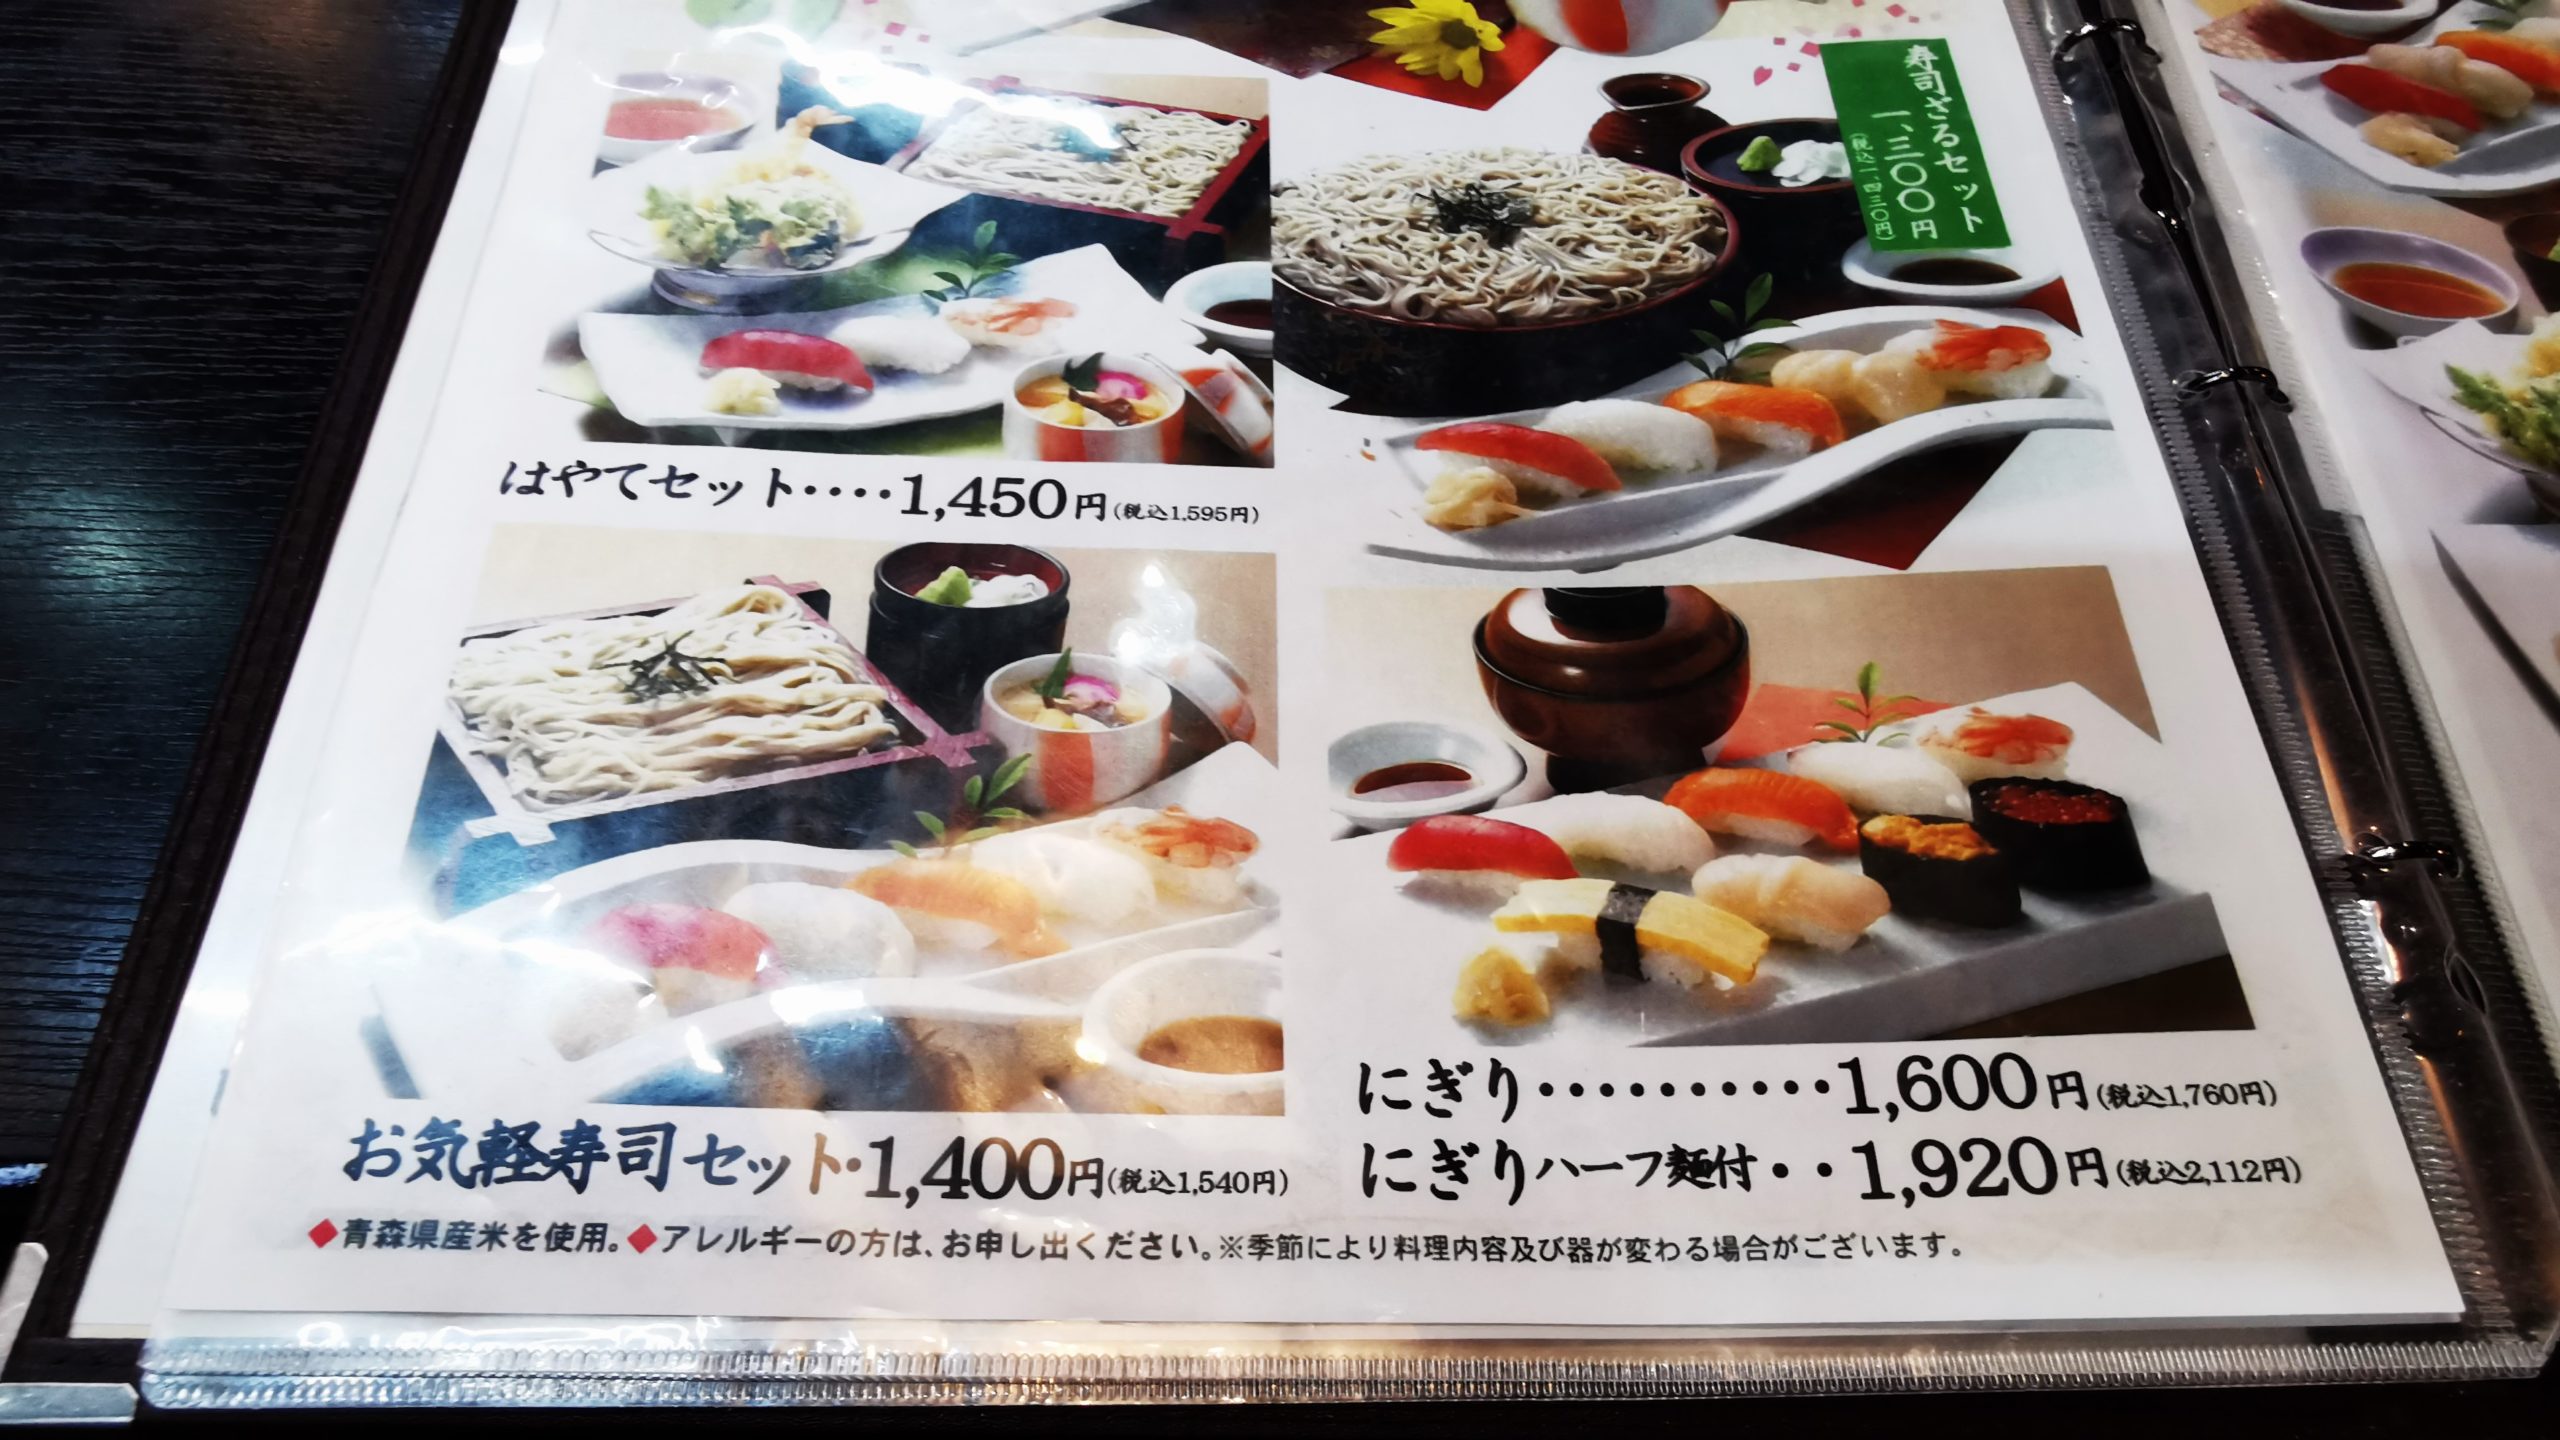 寿司ざるセット
一、三〇〇円
(税込一、四三〇円)
はやてセット‥‥1,450円(税込1,595円)
お気軽寿司セット・1,400円(税込1,540円)
にぎり‥‥‥‥‥1,600円(税込1,760円)
にぎりハーフ麺付・・1,920円(税込2,112円)
◆青森県産米を使用。◆アレルギーの方は、お申し出ください。※季節により料理内容及び器が変わる場合がございます。